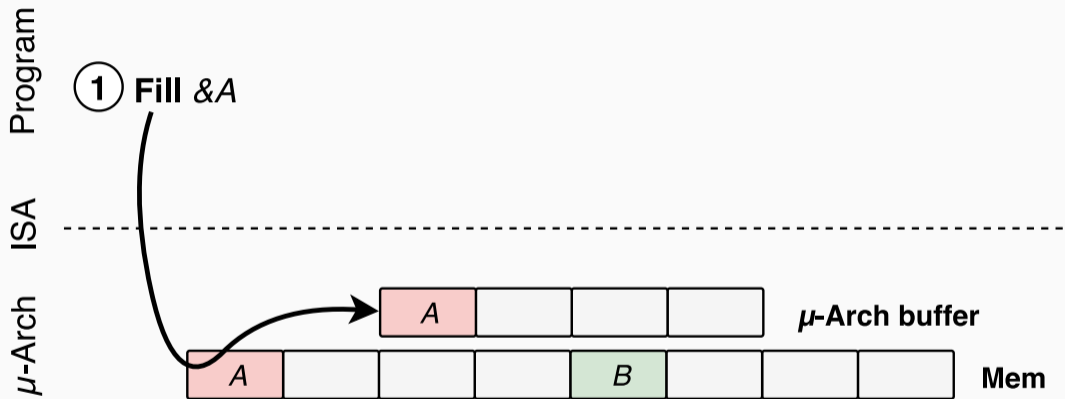 Program
ISA
μ-Arch
1 Fill &A
A
μ-Arch buffer
A
B
Mem